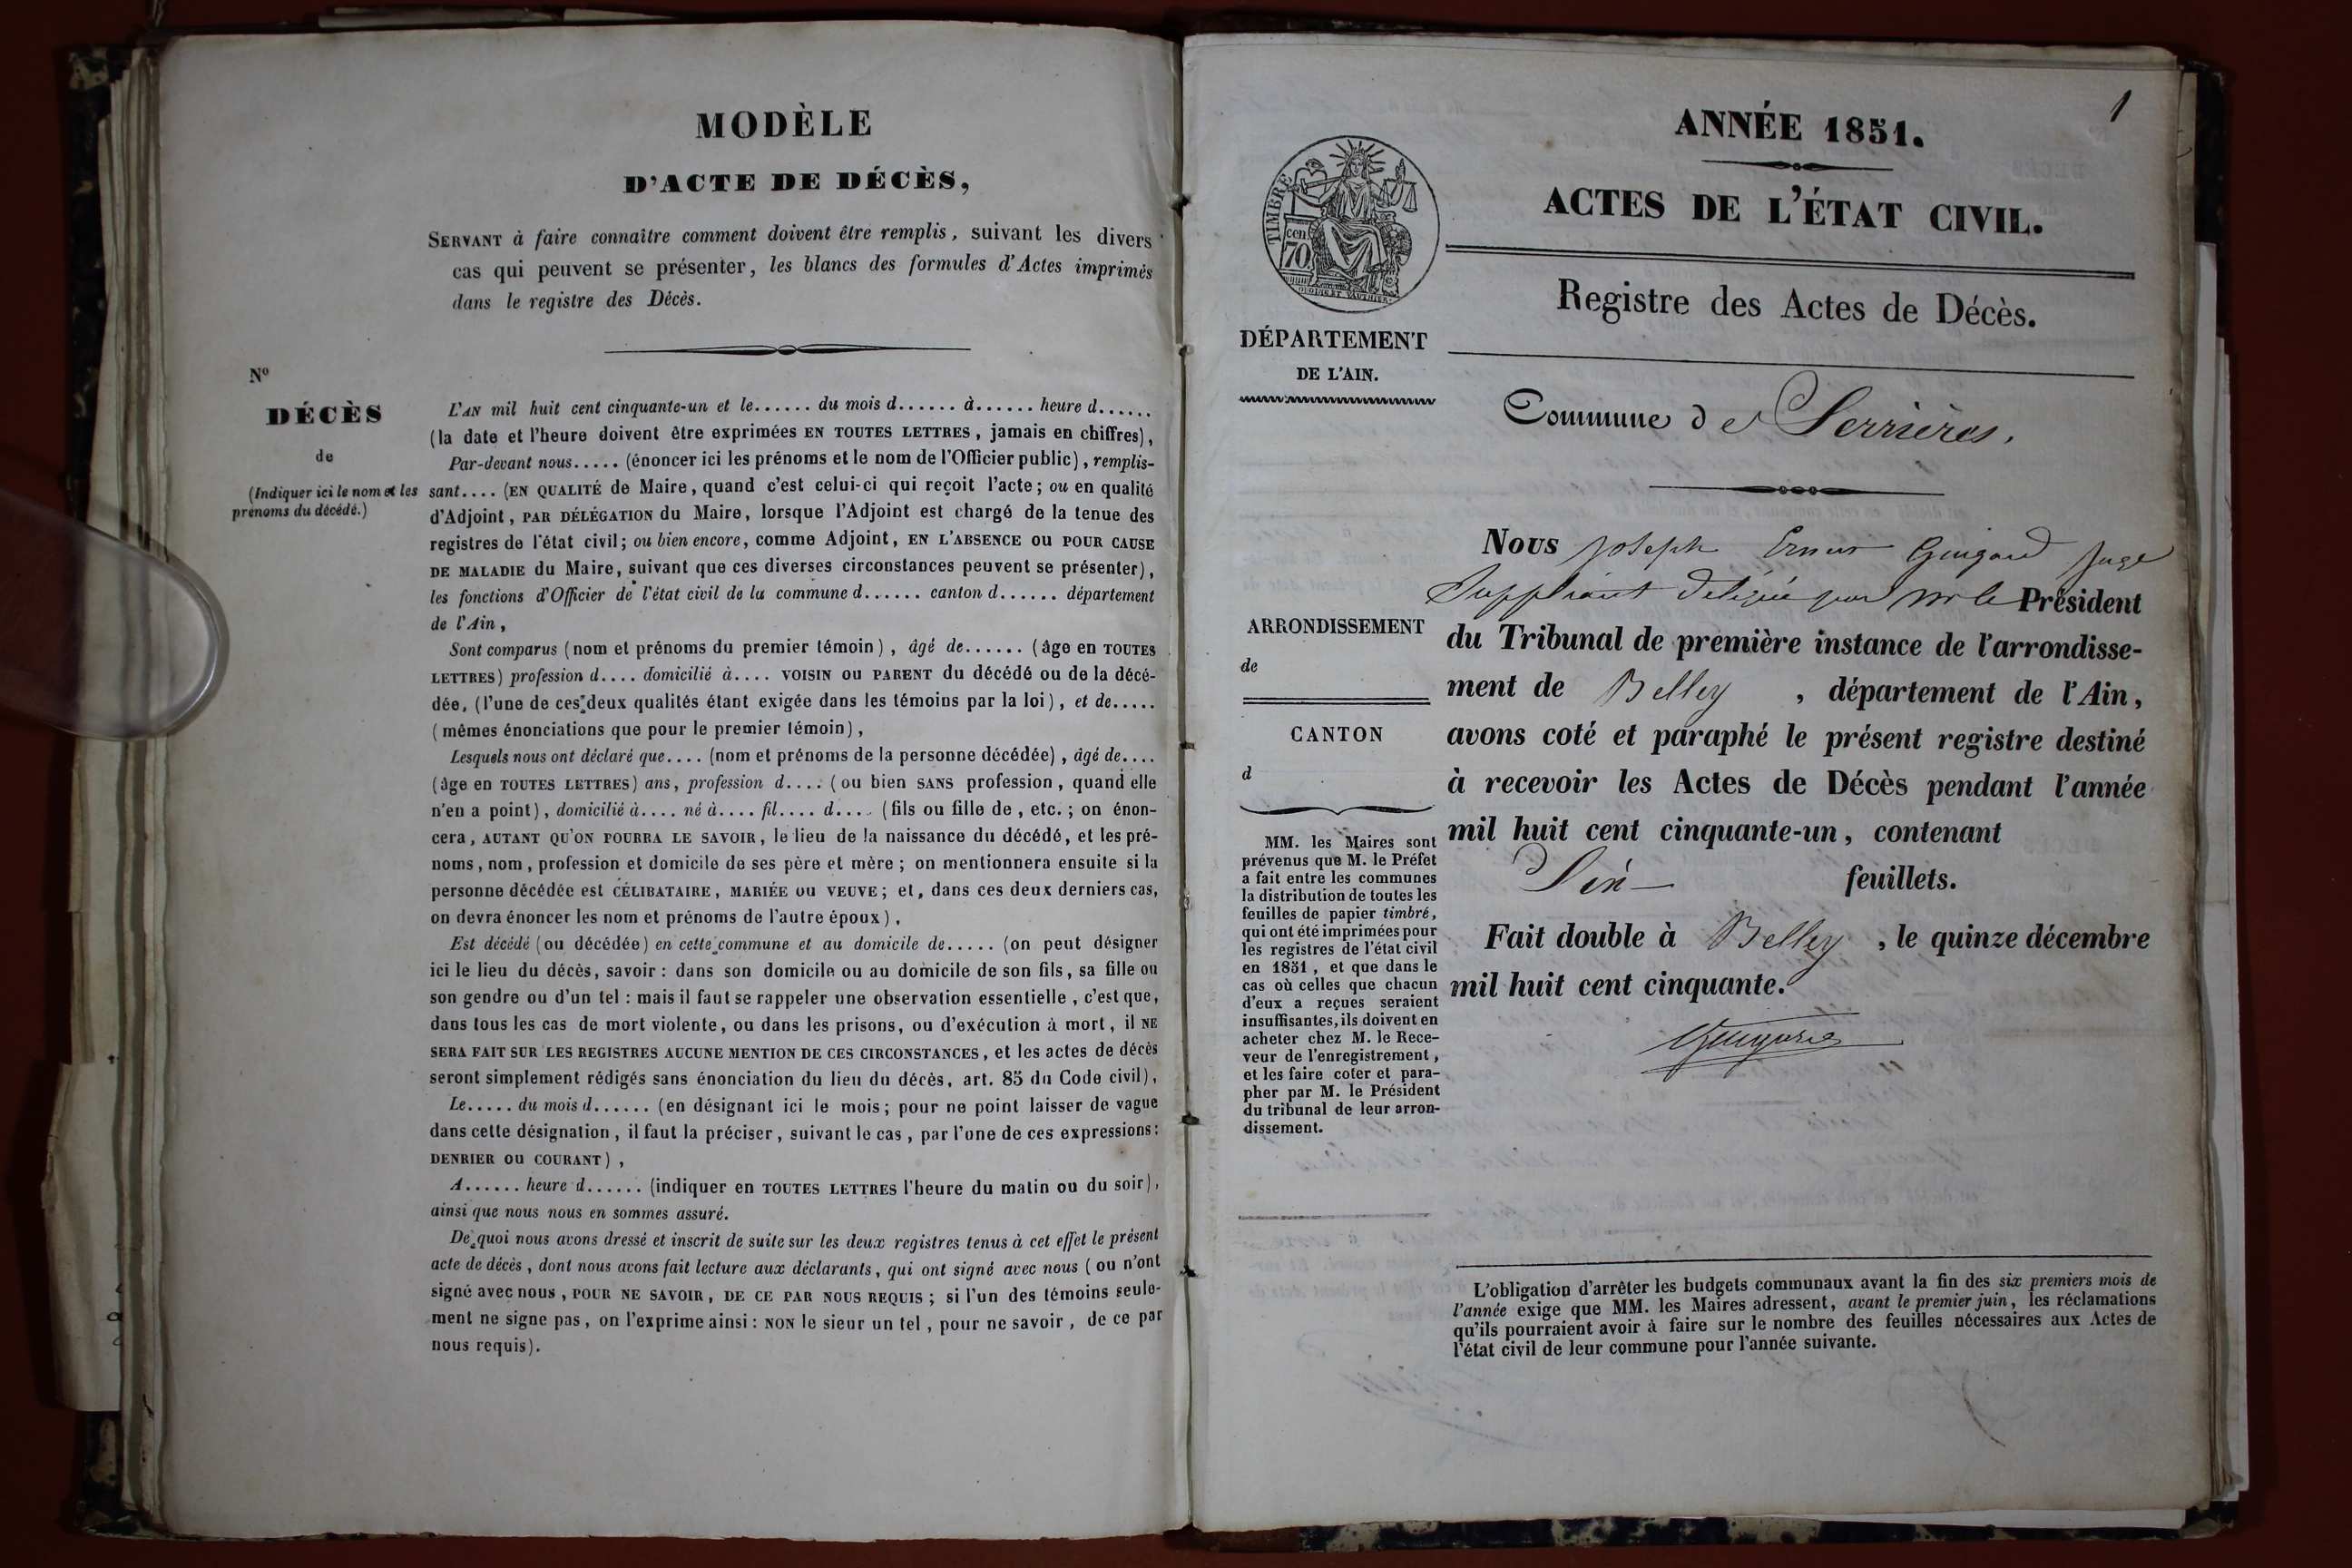 MODÈLE
D'ACTE DE DÉCÈS,
SERVANT à faire connaître comment doivent être remplis, suivant les divers
cas qui peuvent se présenter, les blancs des formules d'Actes imprimés
dans le registre des Décès.
No
DÉCÈS
de
(Indiquer ici le nom et les
prénoms du décédé.)
L'AN mil huit cent cinquante-un et le...... du mois d...... à...... heure d......
(la date et l'heure doivent être exprimées EN TOUTES LETTRES, jamais en chiffres),
Par-devant nous..... (énoncer ici les prénoms et le nom de l'Officier public), remplis-
sant.... (EN QUALITÉ de Maire, quand c'est celui-ci qui reçoit l'acte; ou en qualité
d'Adjoint, PAR DÉLÉGATION du Maire, lorsque l'Adjoint est chargé de la tenue des
registres de l'état civil; ou bien encore, comme Adjoint, EN L'ABSENCE OU POUR CAUSE
DE MALADIE du Maire, suivant que ces diverses circonstances peuvent se présenter),
les fonctions d'Officier de l'état civil de la commune d...... canton d...... département
de l'Ain,
Sont comparus (nom et prénoms du premier témoin), âgé de...... (âge en TOUTES
LETTRES) profession d.... domicilié à.... VOISIN OU PARENT du décédé ou de la décé-
dée, (l'une de ces deux qualités étant exigée dans les témoins par la loi), et de.....
(mêmes énonciations que pour le premier témoin),
Lesquels nous ont déclaré que.... (nom et prénoms de la personne décédée), âgé de....
(âge en TOUTES LETTRES) ans, profession d.... (ou bien SANS profession, quand elle
n'en a point), domicilié à.... né à.... fil.... d.... (fils ou fille de, etc.; on énon-
cera, AUTANT QU'ON POURRA LE SAVOIR, le lieu de la naissance du décédé, et les pré-
noms, nom, profession et domicile de ses père et mère; on mentionnera ensuite si la
personne décédée est CÉLIBATAIRE, MARIÉE OU VEUVE; et, dans ces deux derniers cas,
on devra énoncer les nom et prénoms de l'autre époux),
Est décédé (ou décédée) en cette commune et au domicile de..... (on peut désigner
ici le lieu du décès, savoir: dans son domicile ou au domicile de son fils, sa fille ou
son gendre ou d'un tel: mais il faut se rappeler une observation essentielle, c'est que,
dans tous les cas de mort violente, ou dans les prisons, ou d'exécution à mort, il NE
SERA FAIT SUR LES REGISTRES AUCUNE MENTION DE CES CIRCONSTANCES, et les actes de décès
seront simplement rédigés sans énonciation du lieu du décès, art. 85 du Code civil),
Le..... du mois d...... (en désignant ici le mois; pour ne point laisser de vague
dans cette désignation, il faut la préciser, suivant le cas, par l'une de ces expressions:
DENRIER OU COURANT),
A...... heure d...... (indiquer en TOUTES LETTRES l'heure du matin ou du soir),
ainsi que nous nous en sommes assuré.
De quoi nous avons dressé et inscrit de suite sur les deux registres tenus à cet effet le présent
acte de décès, dont nous avons fait lecture aux déclarants, qui ont signé avec nous (ou n'ont
signé avec nous, POUR NE SAVOIR, DE CE PAR NOUS REQUIS; si l'un des témoins seule-
ment ne signe pas, on l'exprime ainsi: NON le sieur un tel, pour ne savoir, de ce par
nous requis).
1
ANNÉE 1851.
ACTES DE L'ÉTAT CIVIL.
TIMBRE
70 cen
Registre des Actes de Décès.
DÉPARTEMENT
DE L'AIN.
Commune de Serrières.
Nous Joseph Ernest Guigard Juge
Suppléant délégué par Mr le Président
du Tribunal de première instance de l'arrondisse-
ment de Belley, département de l'Ain,
avons coté et paraphé le présent registre destiné
à recevoir les Actes de Décès pendant l'année
mil huit cent cinquante-un, contenant
feuillets.
Fait double à Belley, le quinze décembre
mil huit cent cinquante.
ARRONDISSEMENT
de
CANTON
d
MM. les Maires sont
prévenus que M. le Préfet
a fait entre les communes
la distribution de toutes les
feuilles de papier timbré,
qui ont été imprimées pour
les registres de l'état civil
en 1851, et que dans le
cas où celles que chacun
d'eux a reçues seraient
insuffisantes, ils doivent en
acheter chez M. le Rece-
veur de l'enregistrement,
et les faire coter et para-
pher par M. le Président
du tribunal de leur arron-
dissement.
L'obligation d'arrêter les budgets communaux avant la fin des six premiers mois de
l'année exige que MM. les Maires adressent, avant le premier juin, les réclamations
qu'ils pourraient avoir à faire sur le nombre des feuilles nécessaires aux Actes de
l'état civil de leur commune pour l'année suivante.